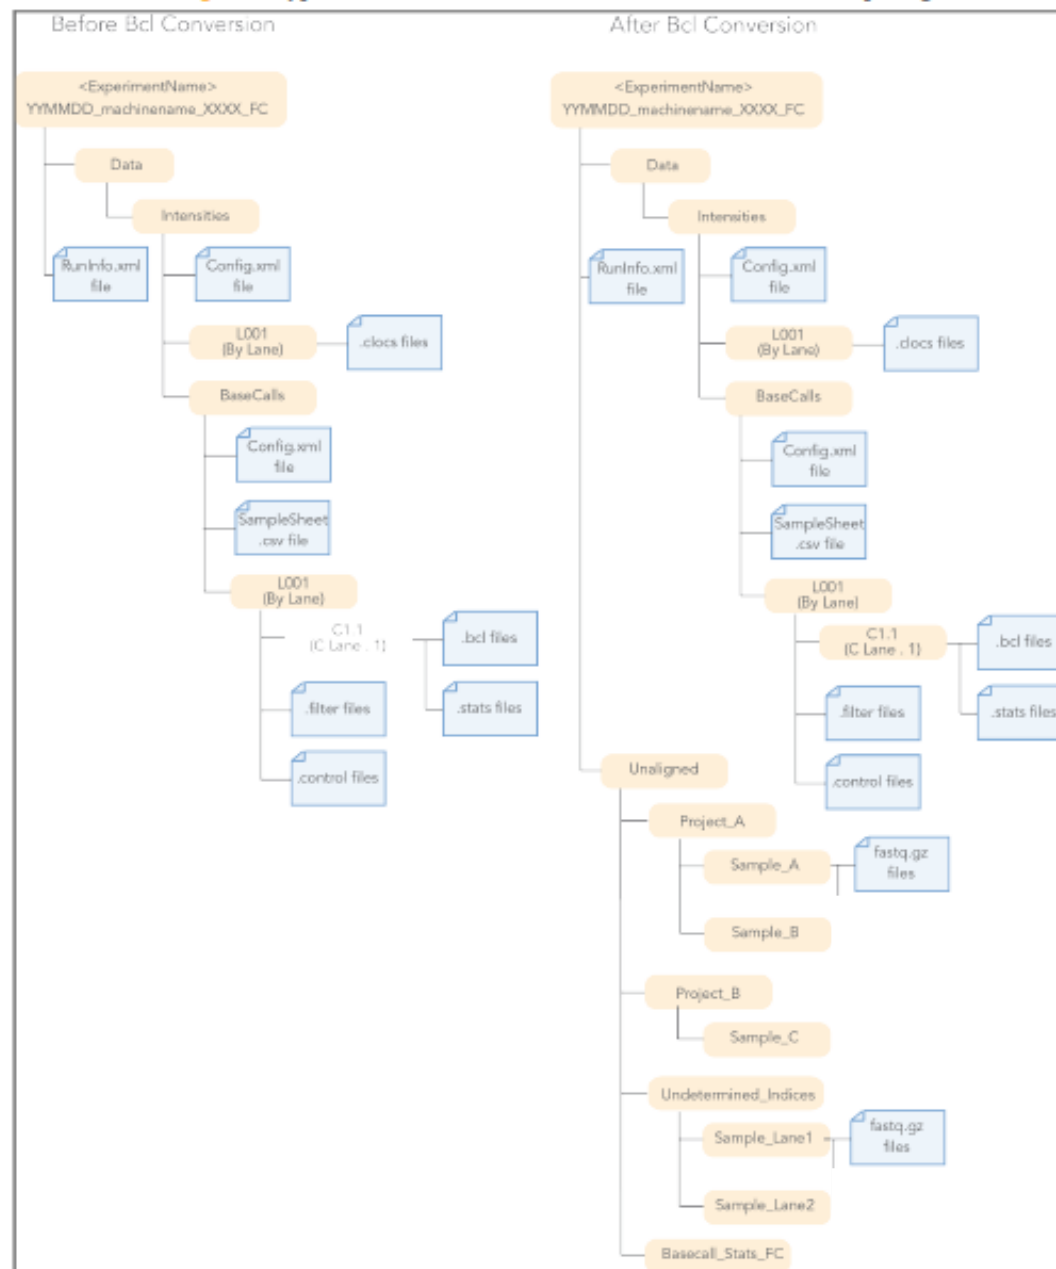 Before Bcl Conversion
<ExperimentName>
YYMMDD_machinename_XXXX_FC
Data
Intensities
RunInfo.xml
file
Config.xml
file
L001
(By Lane)
.clocs files
BaseCalls
Config.xml
file
SampleSheet
.csv file
L001
(By Lane)
C1.1
(C Lane . 1)
.bcl files
.stats files
.filter files
.control files
After Bcl Conversion
<ExperimentName>
YYMMDD_machinename_XXXX_FC
Data
Intensities
RunInfo.xml
file
Config.xml
file
L001
(By Lane)
.clocs files
BaseCalls
Config.xml
file
SampleSheet
.csv file
L001
(By Lane)
C1.1
(C Lane . 1)
.bcl files
.stats files
.filter files
.control files
Unaligned
Project_A
Sample_A
fastq.gz
files
Sample_B
Project_B
Sample_C
Undetermined_Indices
Sample_Lane1
fastq.gz
files
Sample_Lane2
Basecall_Stats_FC